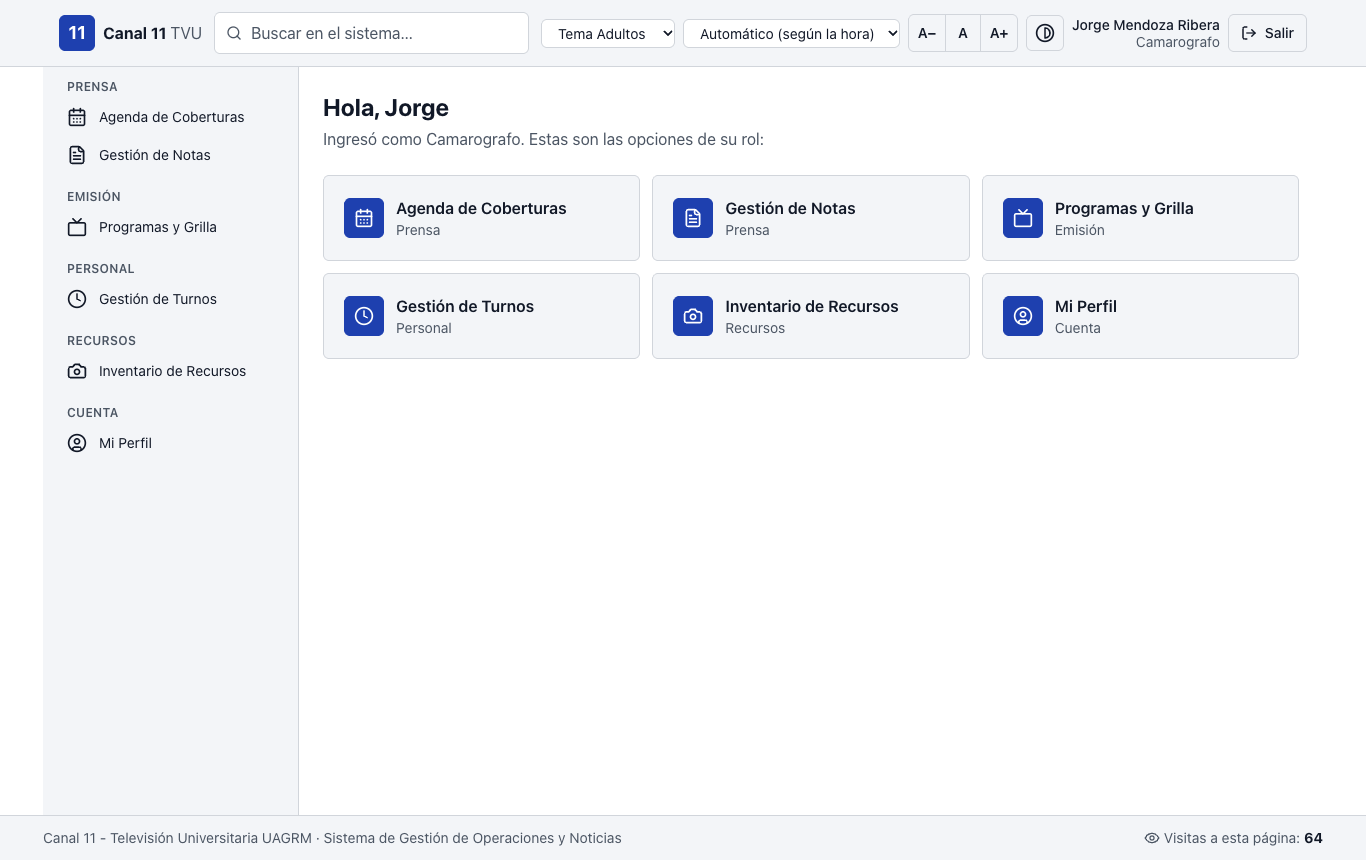 11 Canal 11 TVU Buscar en el sistema... Tema Adultos Automático (según la hora) A− A A+ Jorge Mendoza Ribera Salir
Camarografo
PRENSA
Agenda de Coberturas
Gestión de Notas
EMISIÓN
Programas y Grilla
PERSONAL
Gestión de Turnos
RECURSOS
Inventario de Recursos
CUENTA
Mi Perfil
Hola, Jorge
Ingresó como Camarografo. Estas son las opciones de su rol:
Agenda de Coberturas
Prensa
Gestión de Notas
Prensa
Programas y Grilla
Emisión
Gestión de Turnos
Personal
Inventario de Recursos
Recursos
Mi Perfil
Cuenta
Canal 11 - Televisión Universitaria UAGRM · Sistema de Gestión de Operaciones y Noticias
Visitas a esta página: 64